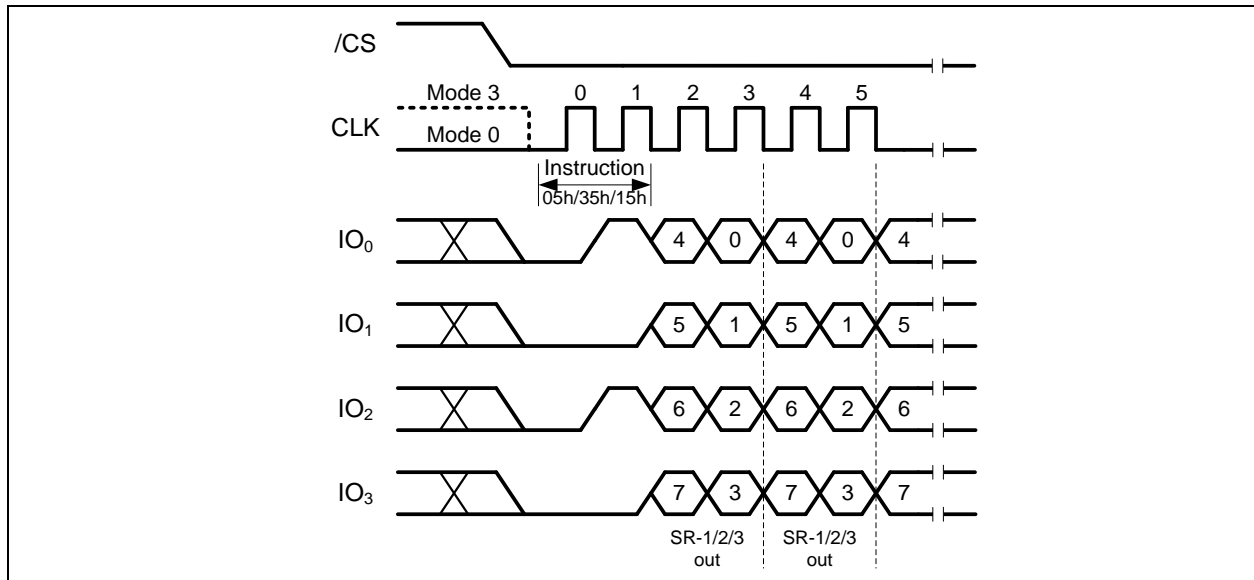 /CS
Mode 3 0 1 2 3 4 5
CLK
Mode 0
Instruction
05h/35h/15h
IO₀ 4 0 4 0 4
IO₁ 5 1 5 1 5
IO₂ 6 2 6 2 6
IO₃ 7 3 7 3 7
SR-1/2/3 SR-1/2/3
out out